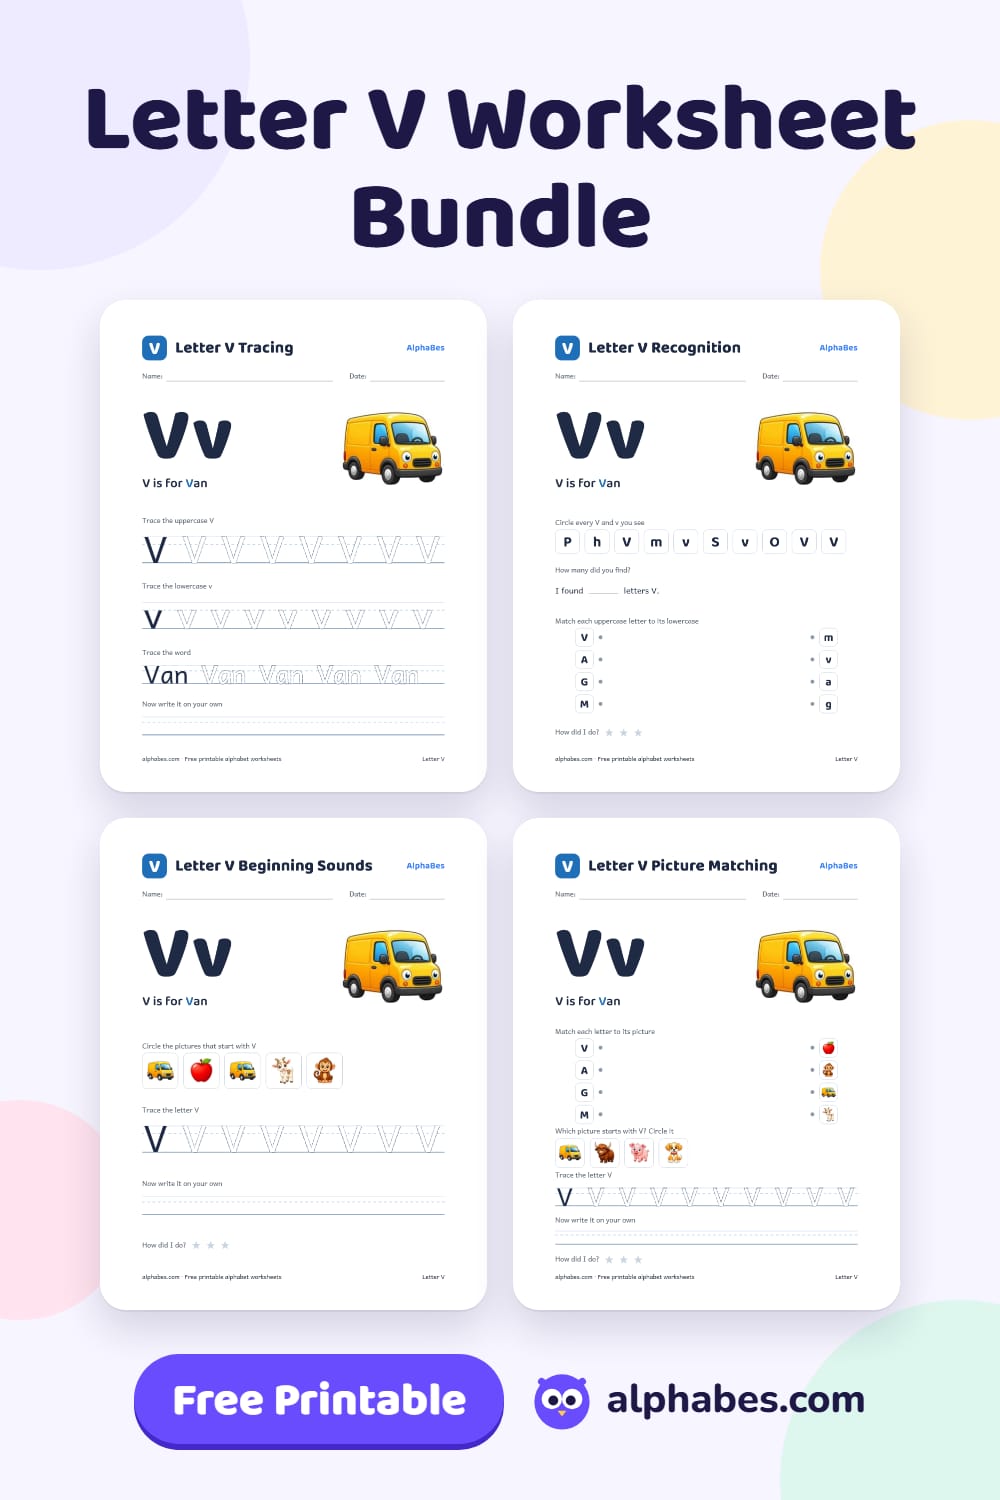 Letter V Worksheet
Bundle
V Letter V Tracing AlphaBes
Name: Date:
Vv
V is for Van
Trace the uppercase V
V V V V V V V V
Trace the lowercase v
v v v v v v v v
Trace the word
Van Van Van Van Van
Now write it on your own
alphabes.com Free printable alphabet worksheets Letter V
V Letter V Recognition AlphaBes
Name: Date:
Vv
V is for Van
Circle every V and v you see
P h V m v S v O V V
How many did you find?
I found ____ letters V.
Match each uppercase letter to its lowercase
V m
A v
G a
M g
How did I do? ★ ★ ★
alphabes.com Free printable alphabet worksheets Letter V
V Letter V Beginning Sounds AlphaBes
Name: Date:
Vv
V is for Van
Circle the pictures that start with V
Trace the letter V
V V V V V V V V
Now write it on your own
How did I do? ★ ★ ★
alphabes.com Free printable alphabet worksheets Letter V
V Letter V Picture Matching AlphaBes
Name: Date:
Vv
V is for Van
Match each letter to its picture
V
A
G
M
Which picture starts with V? Circle it
Trace the letter V
V V V V V V V V V V
Now write it on your own
How did I do? ★ ★ ★
alphabes.com Free printable alphabet worksheets Letter V
Free Printable
alphabes.com